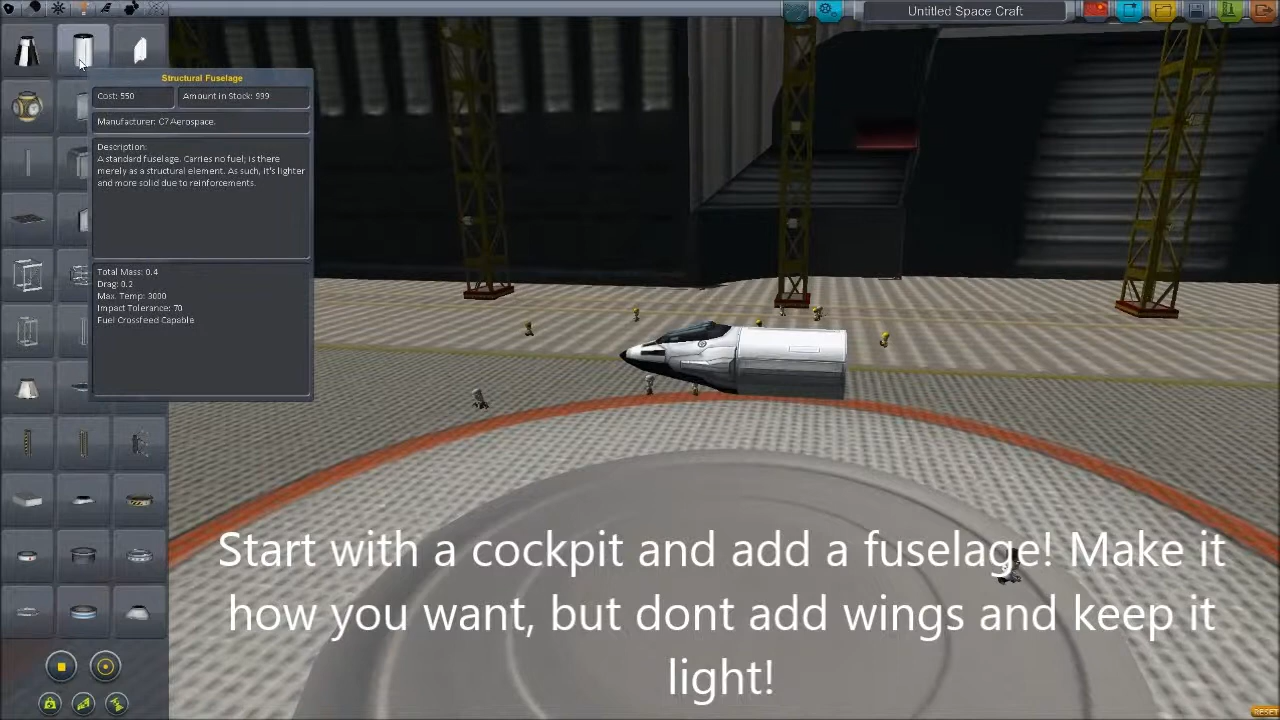 Untitled Space Craft
Structural Fuselage
Cost: 550
Amount in Stock: 999
Manufacturer: C7 Aerospace.
Description:
A standard fuselage. Carries no fuel; is there
merely as a structural element. As such, it's lighter
and more solid due to reinforcements.
Total Mass: 0.4
Drag: 0.2
Max. Temp: 3000
Impact Tolerance: 70
Fuel Crossfeed Capable
Start with a cockpit and add a fuselage! Make it
how you want, but dont add wings and keep it
light!
RESET